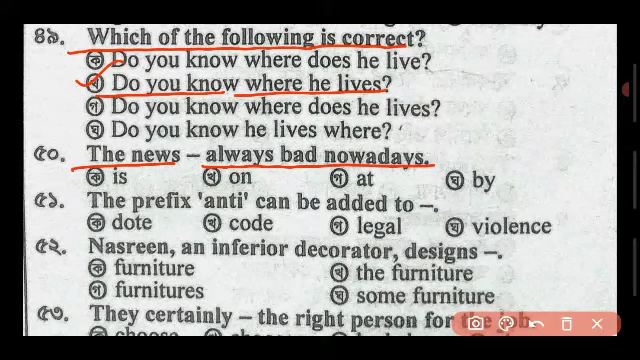 ৪৯. Which of the following is correct?
ক Do you know where does he live?
খ Do you know where he lives?
গ Do you know where does he lives?
ঘ Do you know he lives where?
৫০. The news – always bad nowadays.
ক is খ on গ at ঘ by
৫১. The prefix 'anti' can be added to –.
ক dote খ code গ legal ঘ violence
৫২. Nasreen, an inferior decorator, designs –.
ক furniture খ the furniture
গ furnitures ঘ some furniture
৫৩. They certainly – the right person for the job.
ক choose